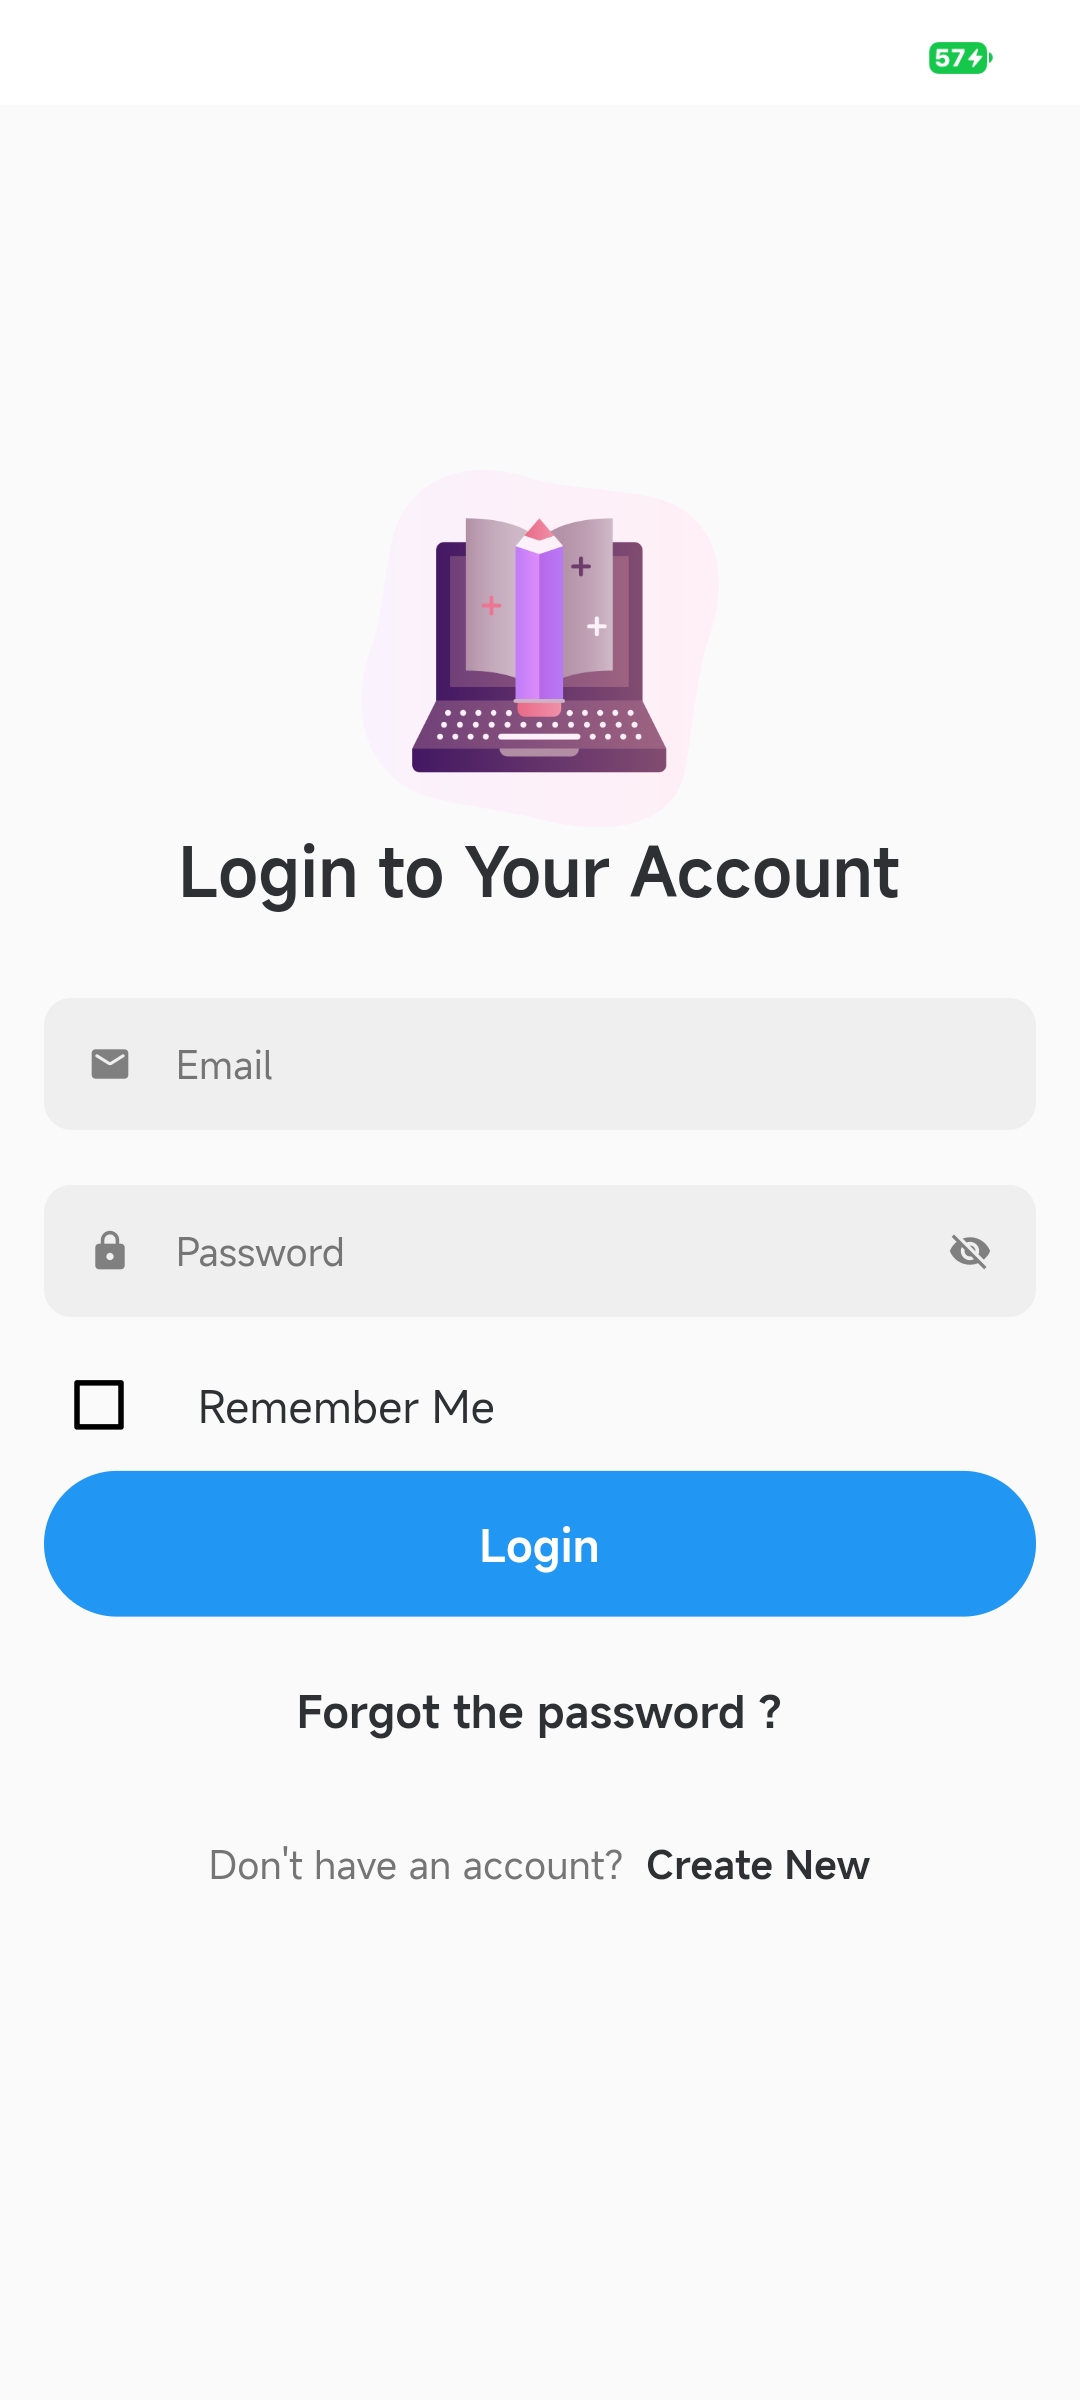 57
Login to Your Account
Email
Password
Remember Me
Login
Forgot the password ?
Don't have an account? Create New